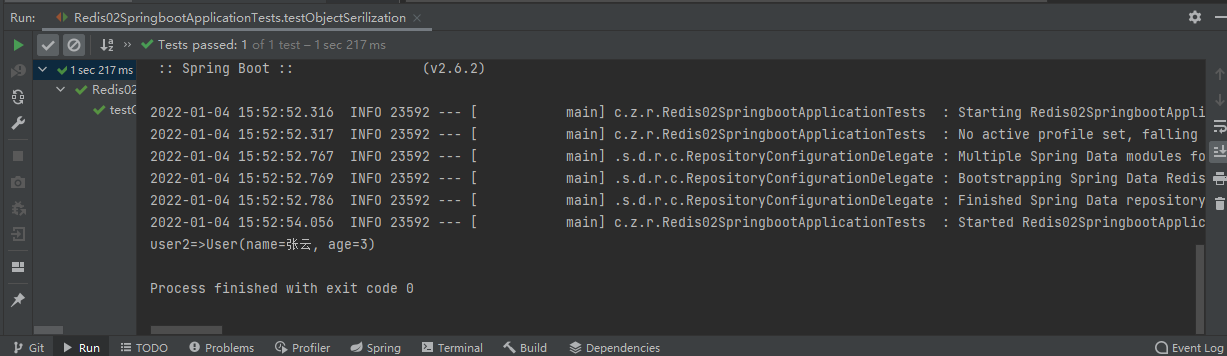 Run: Redis02SpringbootApplicationTests.testObjectSerilization
Tests passed: 1 of 1 test – 1 sec 217 ms
1 sec 217 ms
Redis02
test
:: Spring Boot :: (v2.6.2)
2022-01-04 15:52:52.316 INFO 23592 --- [ main] c.z.r.Redis02SpringbootApplicationTests : Starting Redis02SpringbootAppli
2022-01-04 15:52:52.317 INFO 23592 --- [ main] c.z.r.Redis02SpringbootApplicationTests : No active profile set, falling
2022-01-04 15:52:52.767 INFO 23592 --- [ main] .s.d.r.c.RepositoryConfigurationDelegate : Multiple Spring Data modules fo
2022-01-04 15:52:52.769 INFO 23592 --- [ main] .s.d.r.c.RepositoryConfigurationDelegate : Bootstrapping Spring Data Redis
2022-01-04 15:52:52.786 INFO 23592 --- [ main] .s.d.r.c.RepositoryConfigurationDelegate : Finished Spring Data repository
2022-01-04 15:52:54.056 INFO 23592 --- [ main] c.z.r.Redis02SpringbootApplicationTests : Started Redis02SpringbootApplic
user2=>User(name=张云, age=3)
Process finished with exit code 0
Git Run TODO Problems Profiler Spring Terminal Build Dependencies Event Log